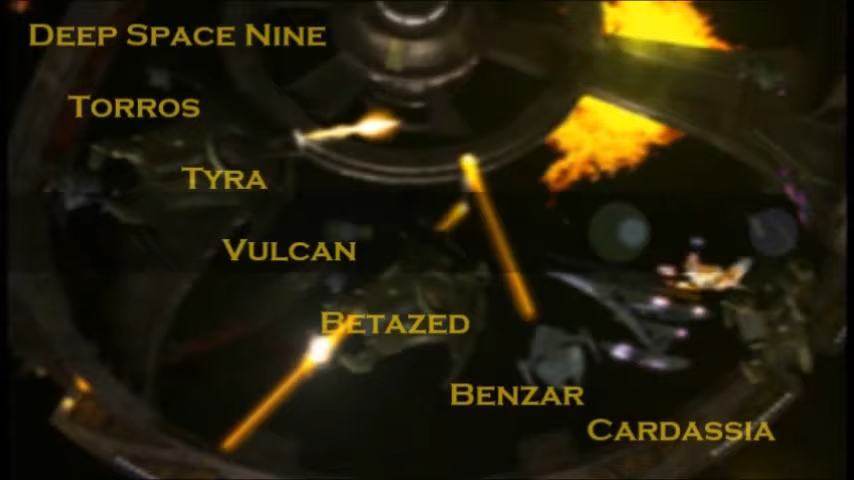 Deep Space Nine
Torros
Tyra
Vulcan
Betazed
Benzar
Cardassia